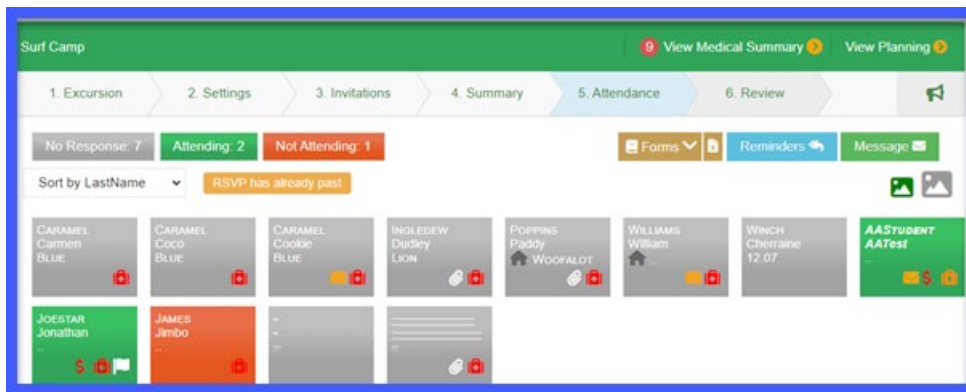 Surf Camp
9 View Medical Summary
View Planning
1. Excursion
2. Settings
3. Invitations
4. Summary
5. Attendance
6. Review
No Response: 7
Attending: 2
Not Attending: 1
Forms
Reminders
Message
Sort by LastName
RSVP has already past
CARAMEL
Carmen
BLUE
CARAMEL
Coco
BLUE
CARAMEL
Cookie
BLUE
INGLEDEW
Dudley
LION
POPPINS
Paddy
WOOFALOT
WILLIAMS
William
...
WINCH
Cherraine
12.07
AASTUDENT
AATest
...
$
JOESTAR
Jonathan
...
$
JAMES
Jimbo
...